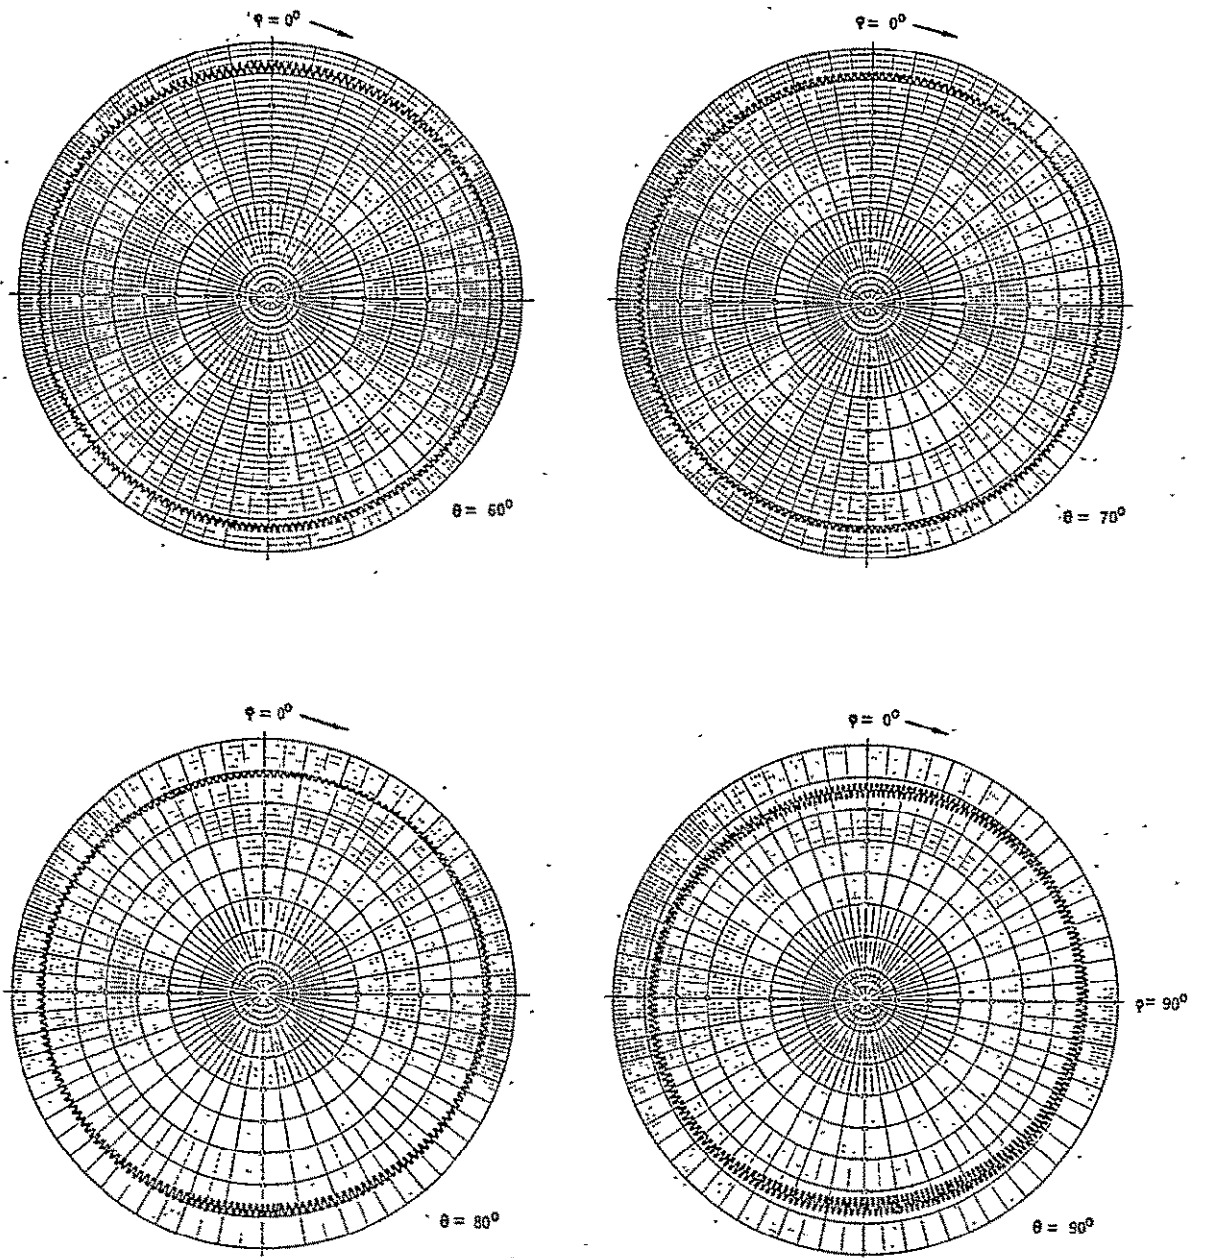 φ = 0°
φ = 0°
θ = 60°
θ = 70°
φ = 0°
φ = 0°
φ = 90°
θ = 80°
θ = 90°